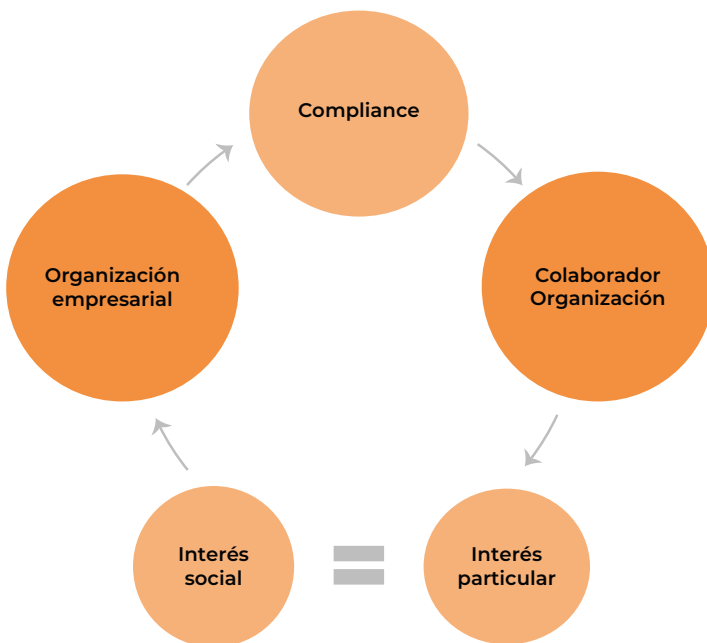 Compliance
Organización
empresarial
Colaborador
Organización
Interés
social
Interés
particular